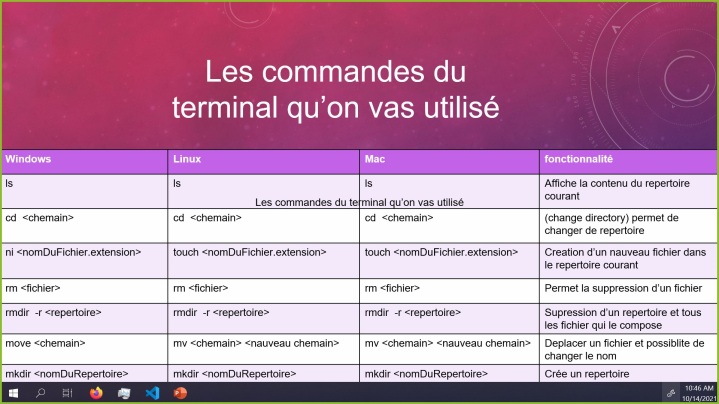 Les commandes du
terminal qu'on vas utilisé
Windows Linux Mac fonctionnalité
ls ls ls Affiche la contenu du repertoire
courant
Les commandes du terminal qu'on vas utilisé
cd <chemain> cd <chemain> cd <chemain> (change directory) permet de
changer de repertoire
ni <nomDuFichier.extension> touch <nomDuFichier.extension> touch <nomDuFichier.extension> Creation d'un nauveau fichier dans
le repertoire courant
rm <fichier> rm <fichier> rm <fichier> Permet la suppression d'un fichier
rmdir -r <repertoire> rmdir -r <repertoire> rmdir -r <repertoire> Supression d'un repertoire et tous
les fichier qui le compose
move <chemain> mv <chemain> <nauveau chemain> mv <chemain> <nauveau chemain> Deplacer un fichier et possiblite de
changer le nom
mkdir <nomDuRepertoire> mkdir <nomDuRepertoire> mkdir <nomDuRepertoire> Crée un repertoire
10:46 AM
10/14/2021